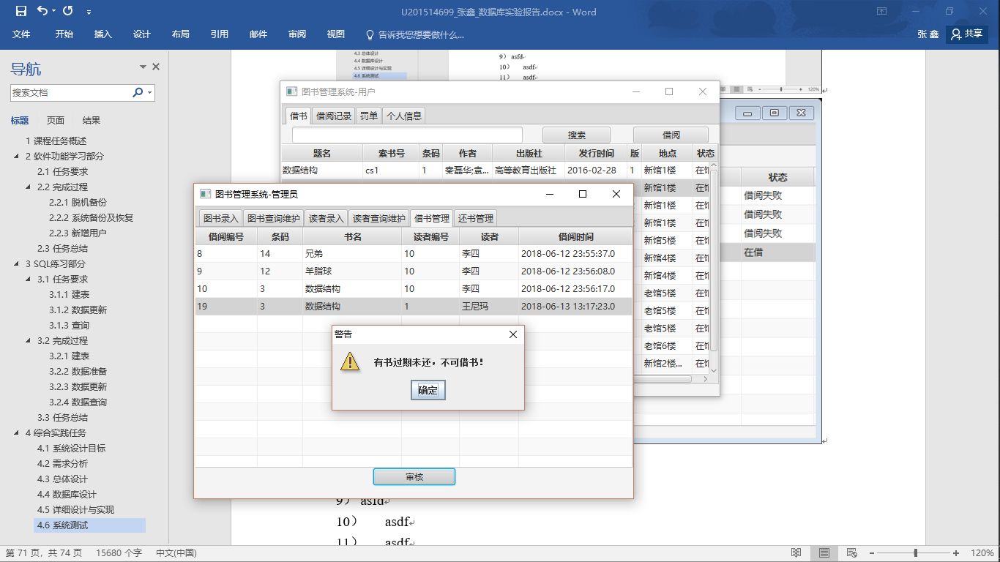 U201514699_张鑫_数据库实验报告.docx - Word
文件 开始 插入 设计 布局 引用 邮件 审阅 视图 告诉我您想要做什么... 张 鑫 共享
导航
搜索文档
标题 页面 结果
1 课程任务概述
2 软件功能学习部分
2.1 任务要求
2.2 完成过程
2.2.1 脱机备份
2.2.2 系统备份及恢复
2.2.3 新增用户
2.3 任务总结
3 SQL练习部分
3.1 任务要求
3.1.1 建表
3.1.2 数据更新
3.1.3 查询
3.2 完成过程
3.2.1 建表
3.2.2 数据准备
3.2.3 数据更新
3.2.4 数据查询
3.3 任务总结
4 综合实践任务
4.1 系统设计目标
4.2 需求分析
4.3 总体设计
4.4 数据库设计
4.5 详细设计与实现
4.6 系统测试
4.3 总体设计
4.4 数据库设计
4.5 详细设计与实现
4.6 系统测试
9） asfd
10） asdf
11） asdf
120%
图书管理系统-用户
借书 借阅记录 罚单 个人信息
搜索 借阅
题名 索书号 条码 作者 出版社 发行时间 版 地点 状态
数据结构 cs1 1 秦磊华;袁... 高等教育出版社 2016-02-28 1 新馆1楼 在馆
新馆1楼 在馆
新馆1楼 在馆
新馆1楼 在馆
新馆5楼 在馆
新馆4楼 在馆
新馆4楼 在馆
老馆5楼 在馆
老馆5楼 在馆
老馆5楼 在馆
老馆6楼 在馆
新馆2楼... 在馆
状态
借阅失败
借阅失败
借阅失败
在借
图书管理系统-管理员
图书录入 图书查询维护 读者录入 读者查询维护 借书管理 还书管理
借阅编号 条码 书名 读者编号 读者 借阅时间
8 14 兄弟 10 李四 2018-06-12 23:55:37.0
9 12 羊脂球 10 李四 2018-06-12 23:56:08.0
10 3 数据结构 10 李四 2018-06-12 23:56:17.0
19 3 数据结构 1 王尼玛 2018-06-13 13:17:23.0
警告
有书过期未还，不可借书！
确定
审核
9） asfd
10） asdf
11） asdf
第 71 页，共 74 页 15680 个字 中文(中国) 120%